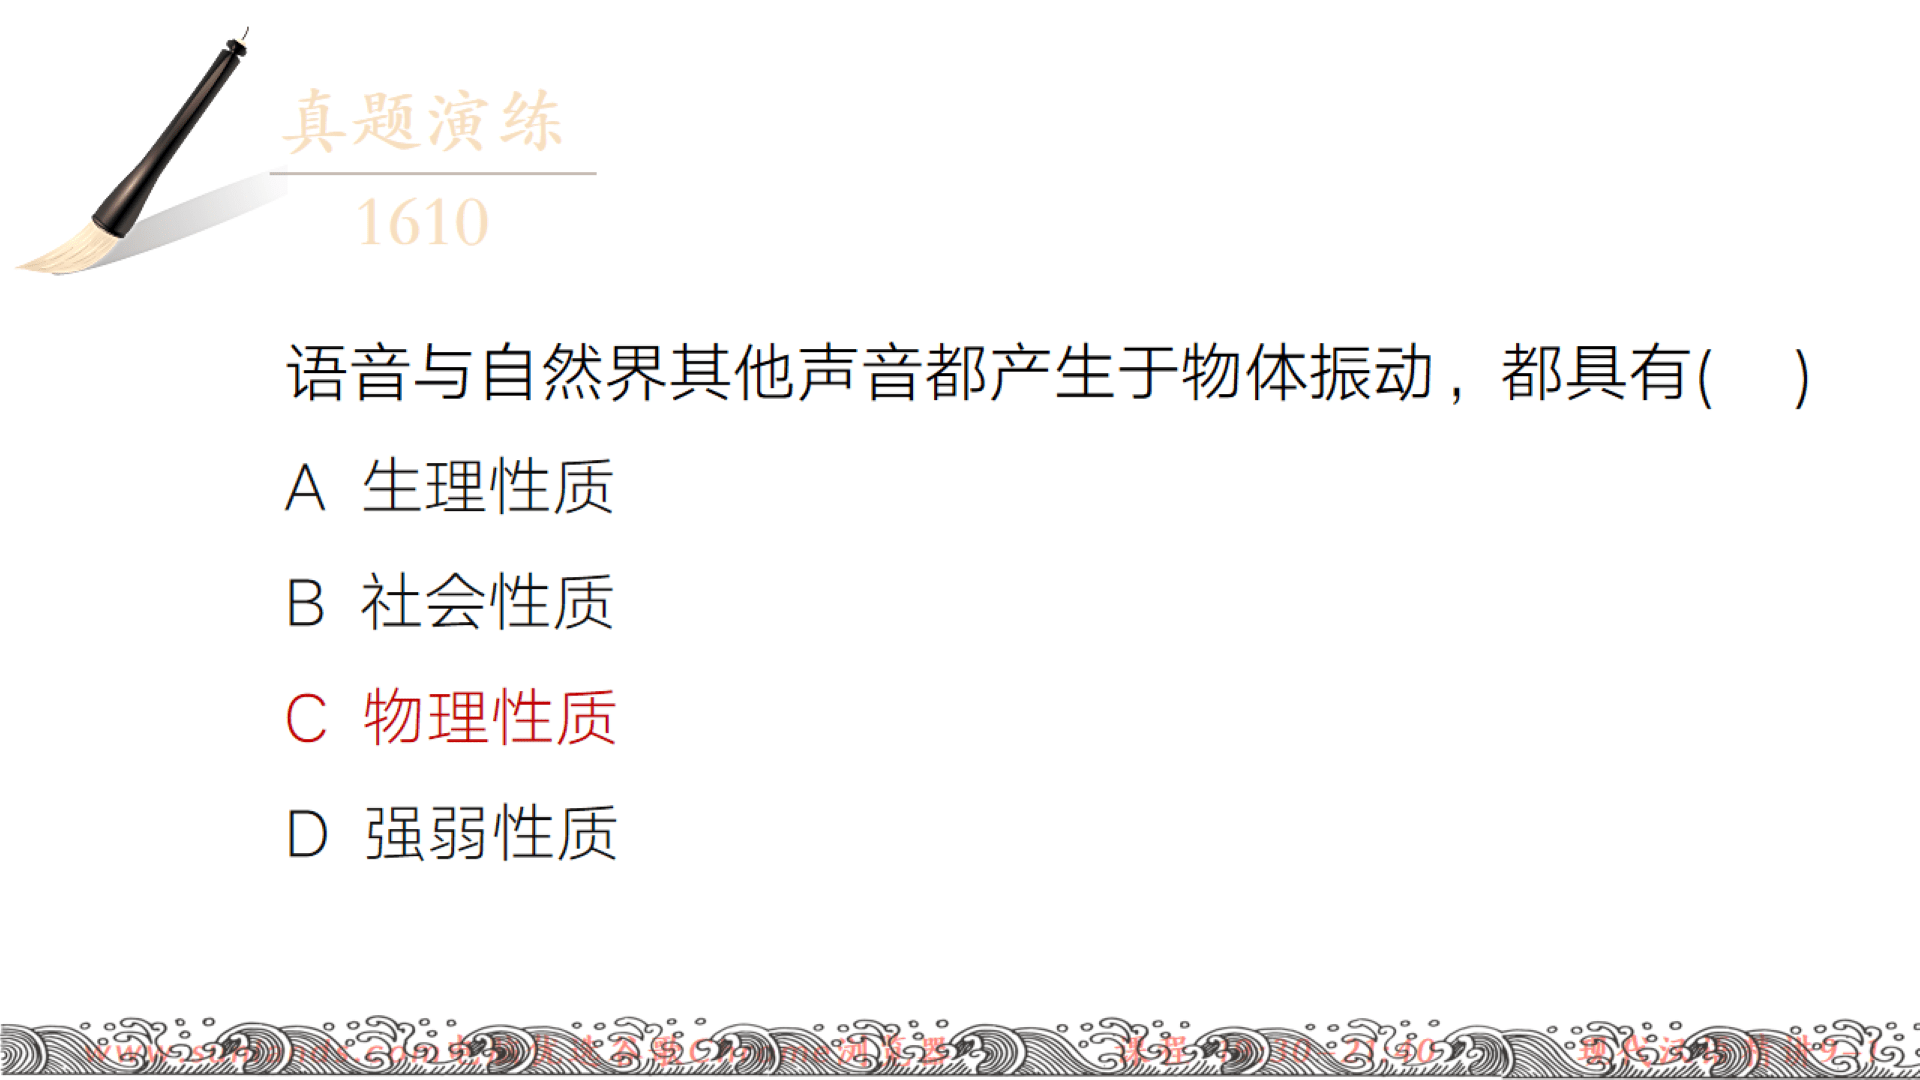 真题演练
1610
语音与自然界其他声音都产生于物体振动，都具有( )
A 生理性质
B 社会性质
C 物理性质
D 强弱性质